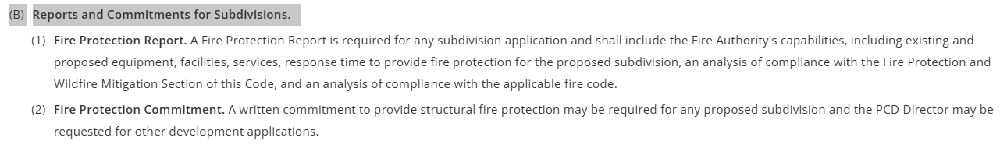 (B) Reports and Commitments for Subdivisions.
(1) Fire Protection Report. A Fire Protection Report is required for any subdivision application and shall include the Fire Authority's capabilities, including existing and
proposed equipment, facilities, services, response time to provide fire protection for the proposed subdivision, an analysis of compliance with the Fire Protection and
Wildfire Mitigation Section of this Code, and an analysis of compliance with the applicable fire code.
(2) Fire Protection Commitment. A written commitment to provide structural fire protection may be required for any proposed subdivision and the PCD Director may be
requested for other development applications.